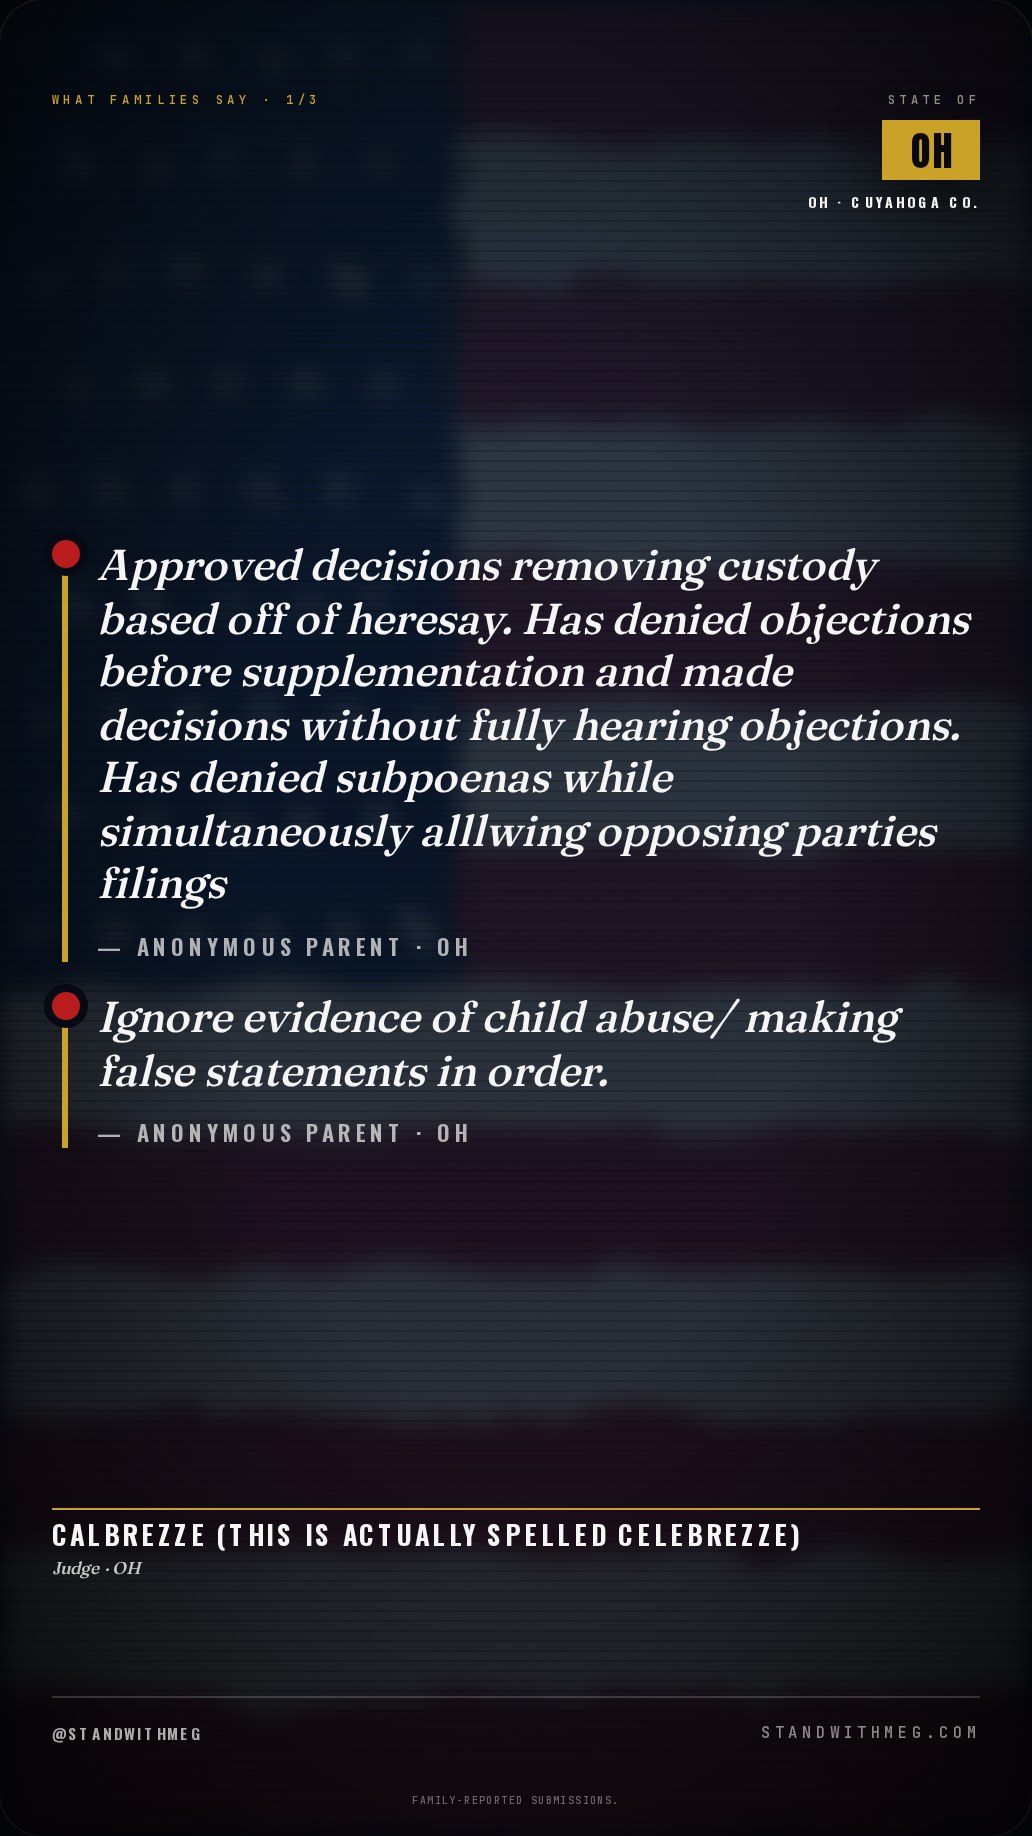 WHAT FAMILIES SAY · 1/3
STATE OF
OH
OH · CUYAHOGA CO.
Approved decisions removing custody
based off of heresay. Has denied objections
before supplementation and made
decisions without fully hearing objections.
Has denied subpoenas while
simultaneously alllwing opposing parties
filings
— ANONYMOUS PARENT · OH
Ignore evidence of child abuse/ making
false statements in order.
— ANONYMOUS PARENT · OH
CALBREZZE (THIS IS ACTUALLY SPELLED CELEBREZZE)
Judge · OH
@STANDWITHMEG
STANDWITHMEG.COM
FAMILY-REPORTED SUBMISSIONS.